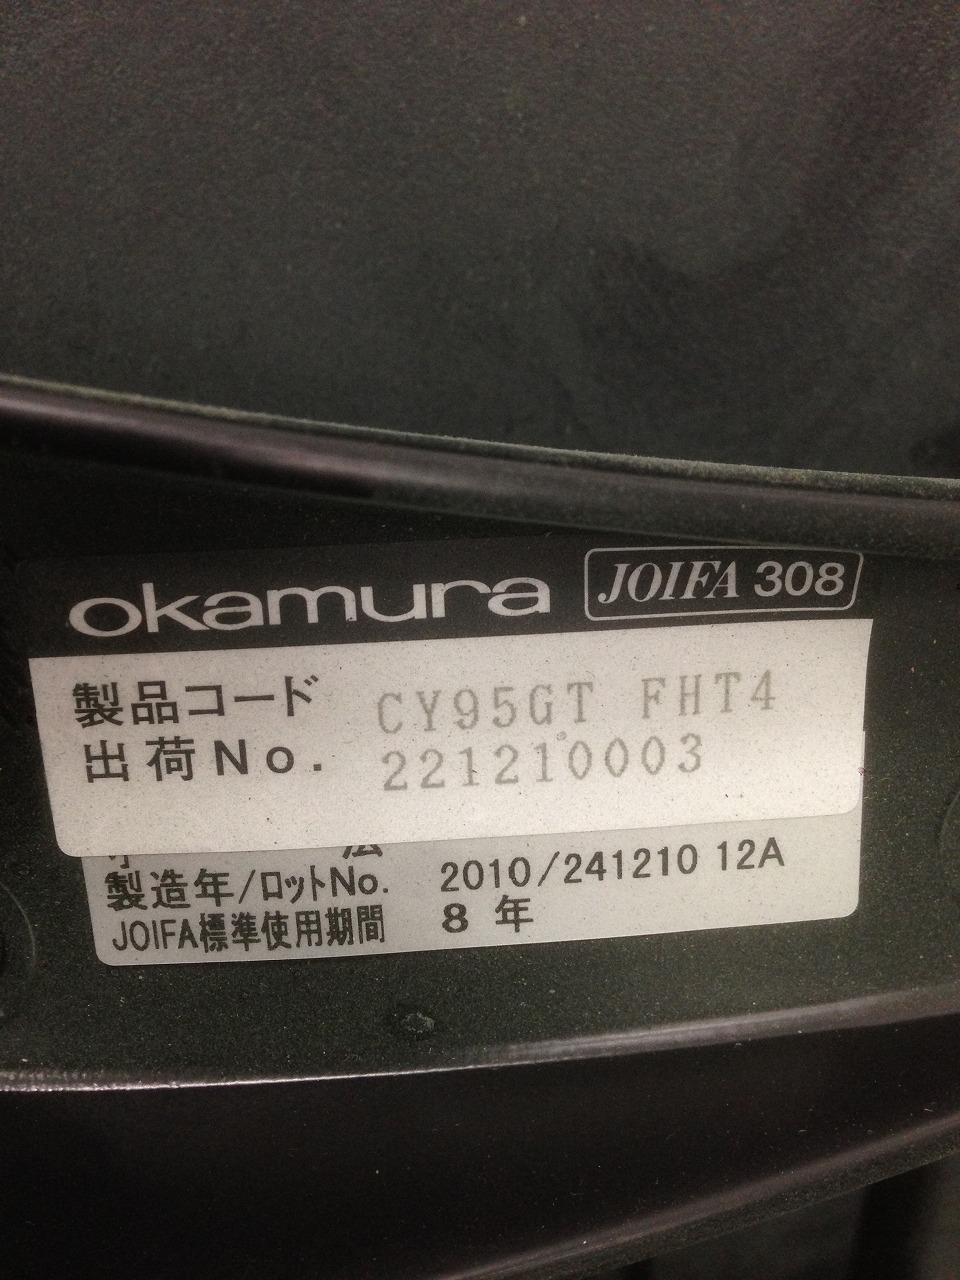 okamura JOIFA 308
製品コード CY95GT FHT4
出荷No. 221210003
寸 法
製造年/ロットNo. 2010/241210 12A
JOIFA標準使用期間 8 年